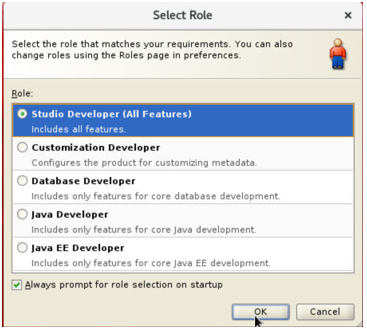 Select Role
Select the role that matches your requirements. You can also
change roles using the Roles page in preferences.
Role:
Studio Developer (All Features)
Includes all features.
Customization Developer
Configures the product for customizing metadata.
Database Developer
Includes only features for core database development.
Java Developer
Includes only features for core Java development.
Java EE Developer
Includes only features for core Java EE development.
Always prompt for role selection on startup
OK
Cancel